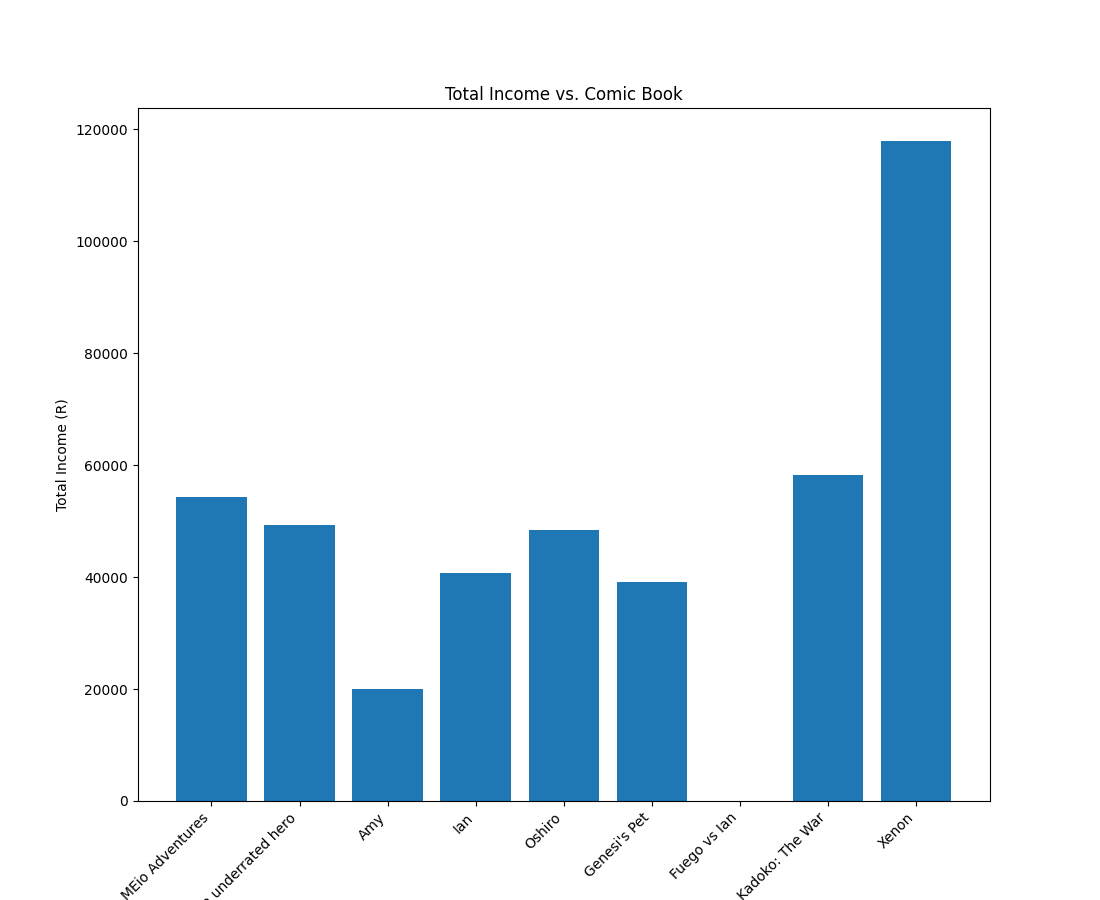 Total Income vs. Comic Book
Total Income (R)
120000
100000
80000
60000
40000
20000
0
MEio Adventures
underrated hero
Amy
Ian
Oshiro
Genesi's Pet
Fuego vs Ian
Kadoko: The War
Xenon